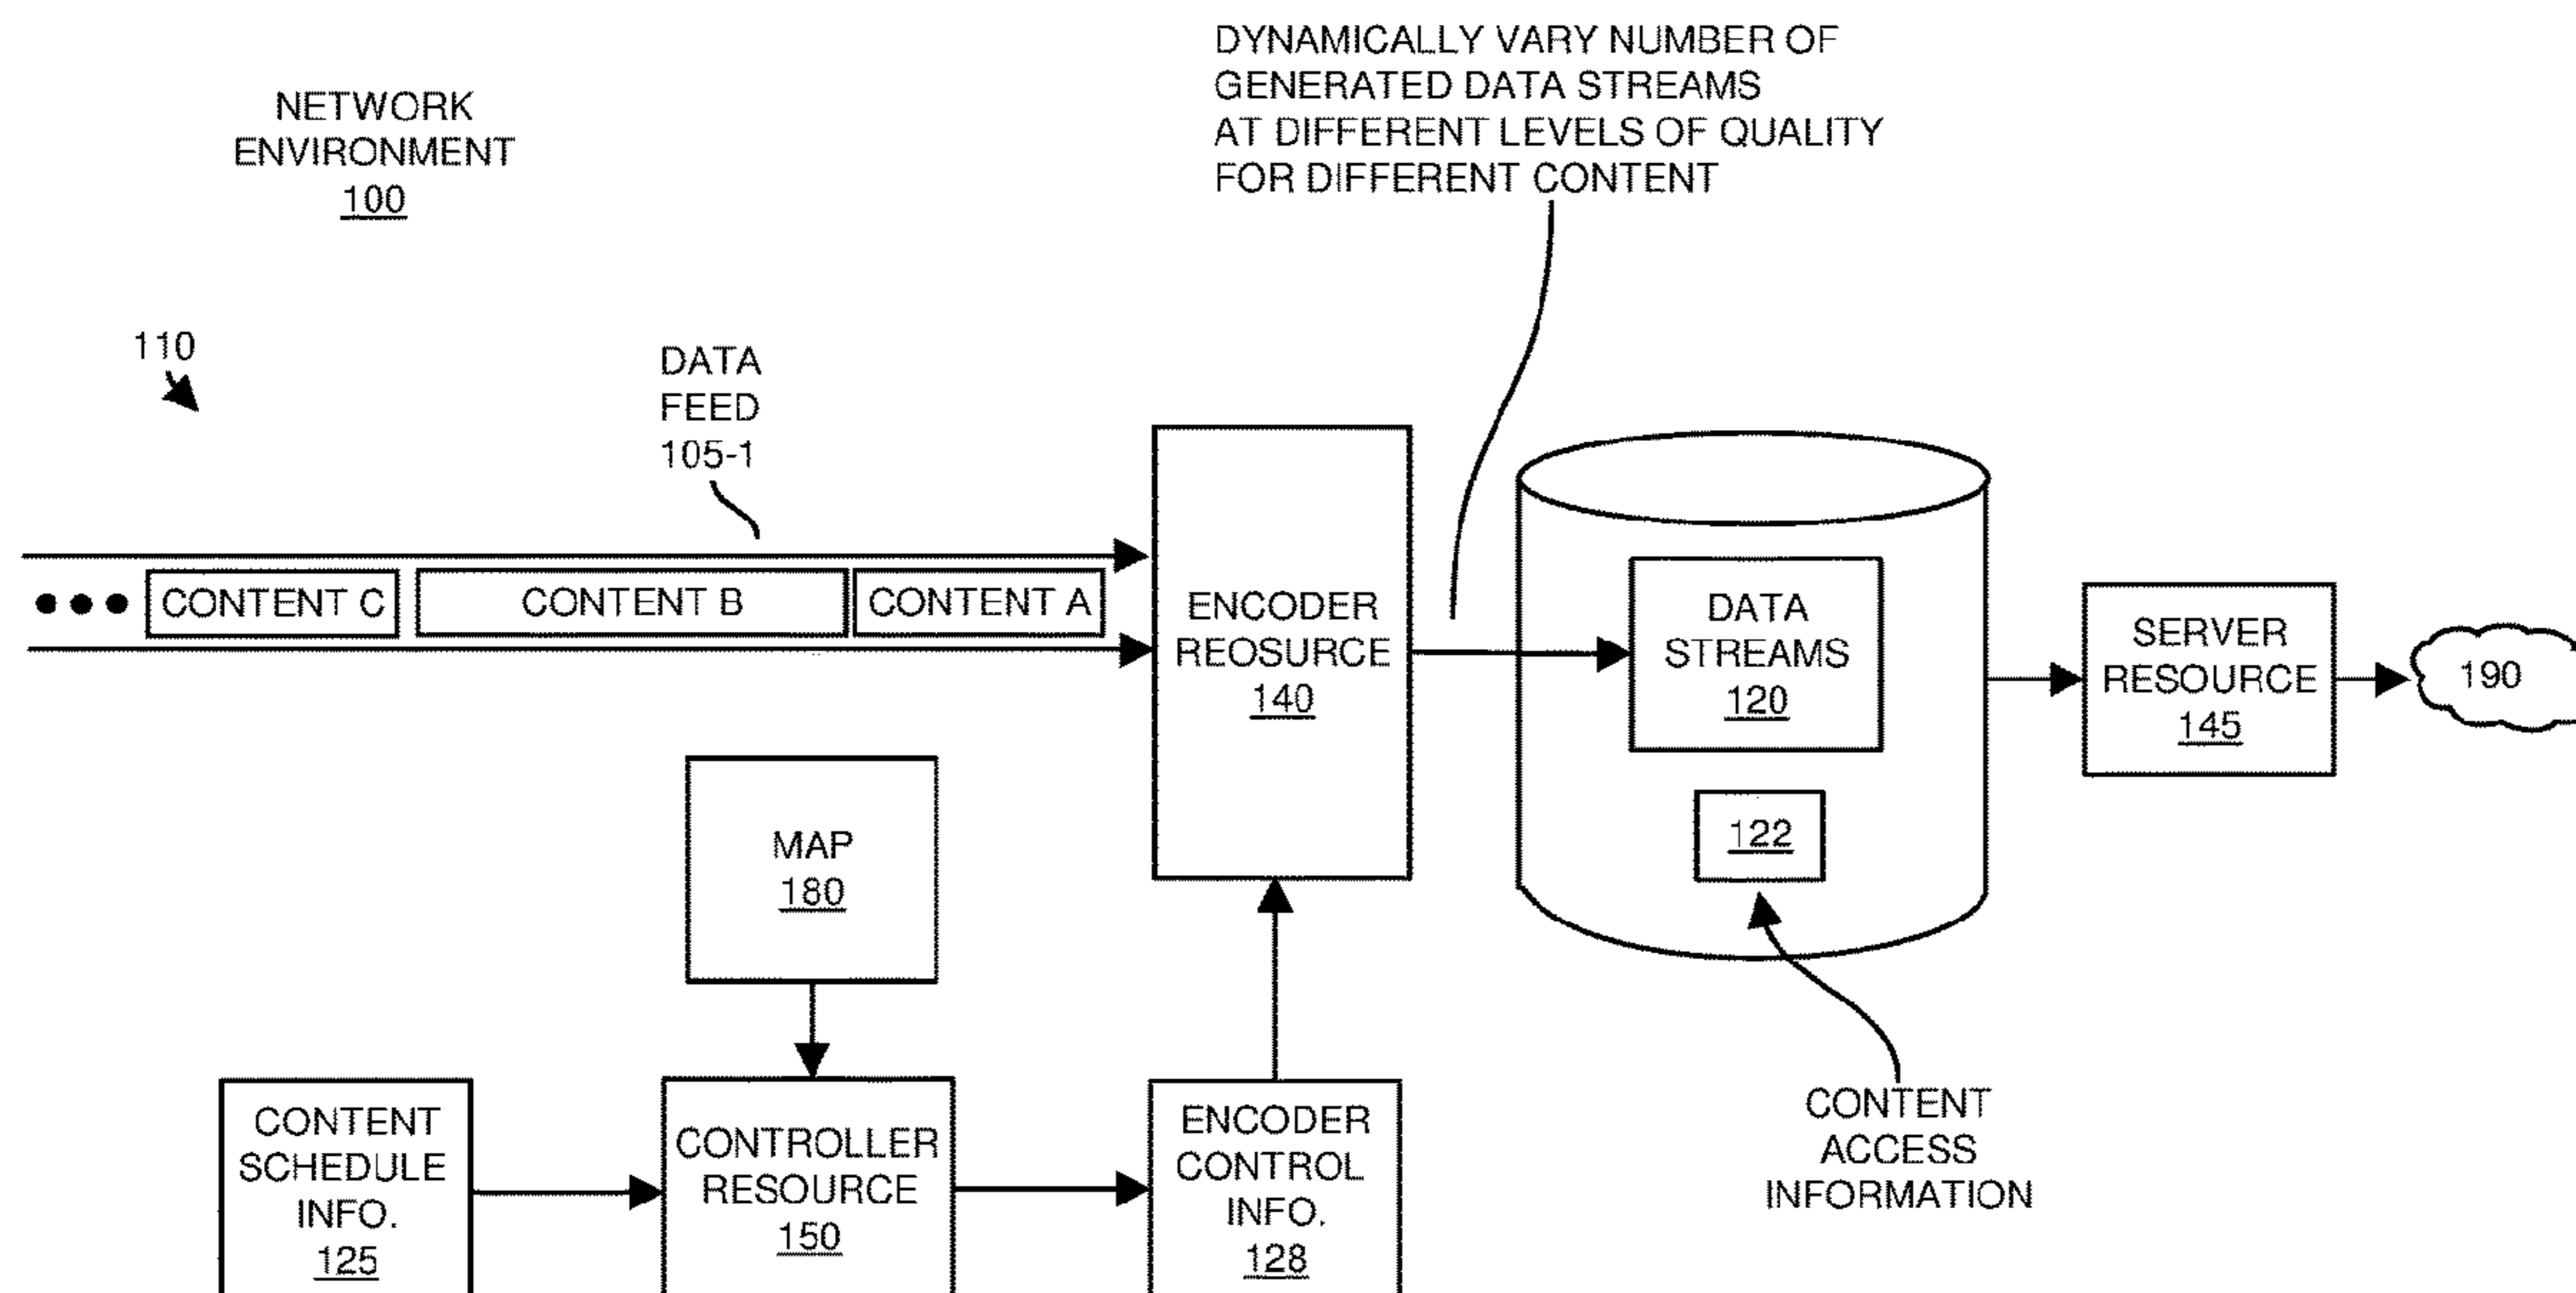 NETWORK
ENVIRONMENT
100
DYNAMICALLY VARY NUMBER OF
GENERATED DATA STREAMS
AT DIFFERENT LEVELS OF QUALITY
FOR DIFFERENT CONTENT
110
DATA
FEED
105-1
CONTENT C
CONTENT B
CONTENT A
ENCODER
REOSURCE
140
DATA
STREAMS
120
122
SERVER
RESOURCE
145
190
MAP
180
CONTENT
SCHEDULE
INFO.
125
CONTROLLER
RESOURCE
150
ENCODER
CONTROL
INFO.
128
CONTENT
ACCESS
INFORMATION